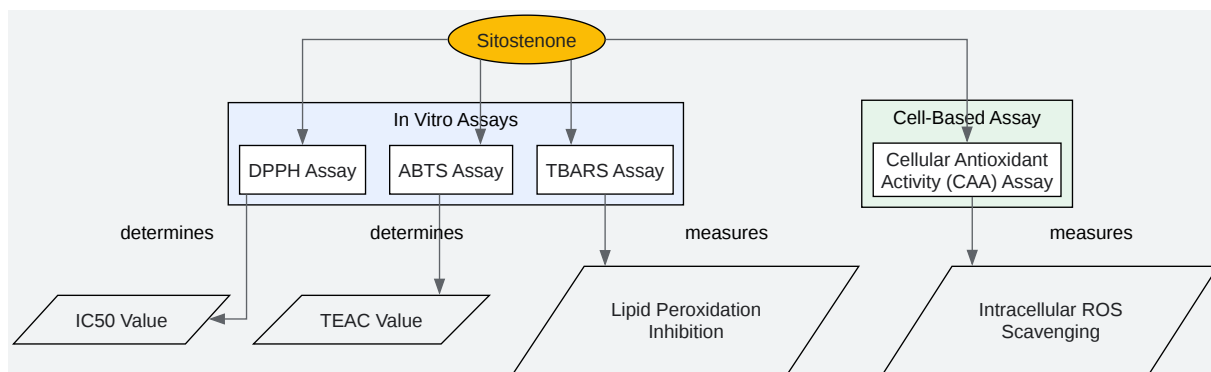 Sitostenone
In Vitro Assays
Cell-Based Assay
DPPH Assay
ABTS Assay
TBARS Assay
Cellular Antioxidant
Activity (CAA) Assay
determines
determines
measures
measures
IC50 Value
TEAC Value
Lipid Peroxidation
Inhibition
Intracellular ROS
Scavenging